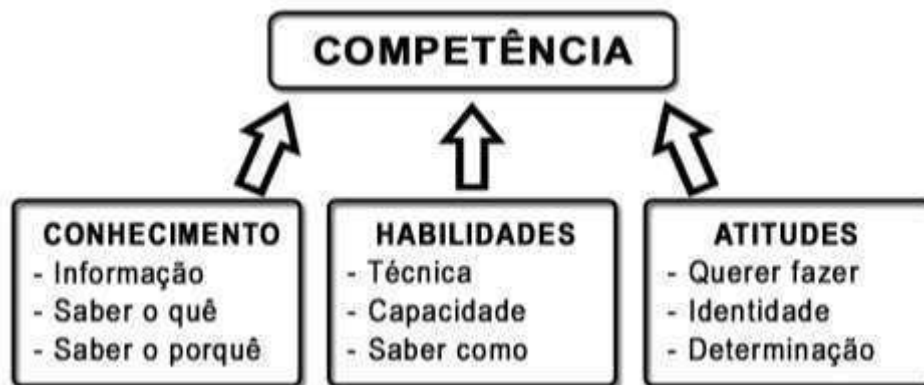 COMPETÊNCIA
CONHECIMENTO
- Informação
- Saber o quê
- Saber o porquê
HABILIDADES
- Técnica
- Capacidade
- Saber como
ATITUDES
- Querer fazer
- Identidade
- Determinação